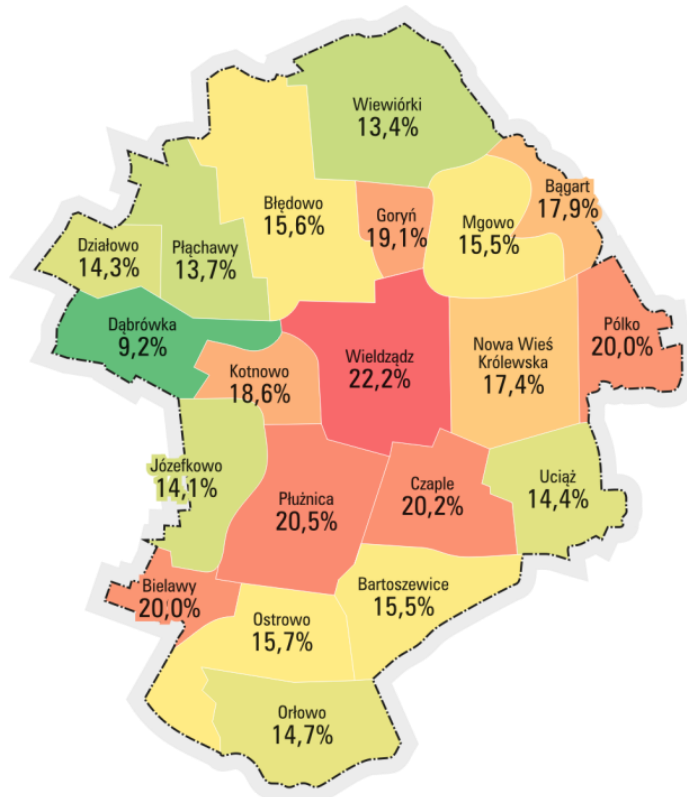 Wiewiórki
13,4%
Bągart
17,9%
Błędowo
15,6%
Goryń
19,1%
Mgowo
15,5%
Działowo
14,3%
Płąchawy
13,7%
Dąbrówka
9,2%
Wieldządz
22,2%
Nowa Wieś
Królewska
17,4%
Pólko
20,0%
Kotnowo
18,6%
Józefkowo
14,1%
Płużnica
20,5%
Czaple
20,2%
Uciąż
14,4%
Bielawy
20,0%
Bartoszewice
15,5%
Ostrowo
15,7%
Orłowo
14,7%